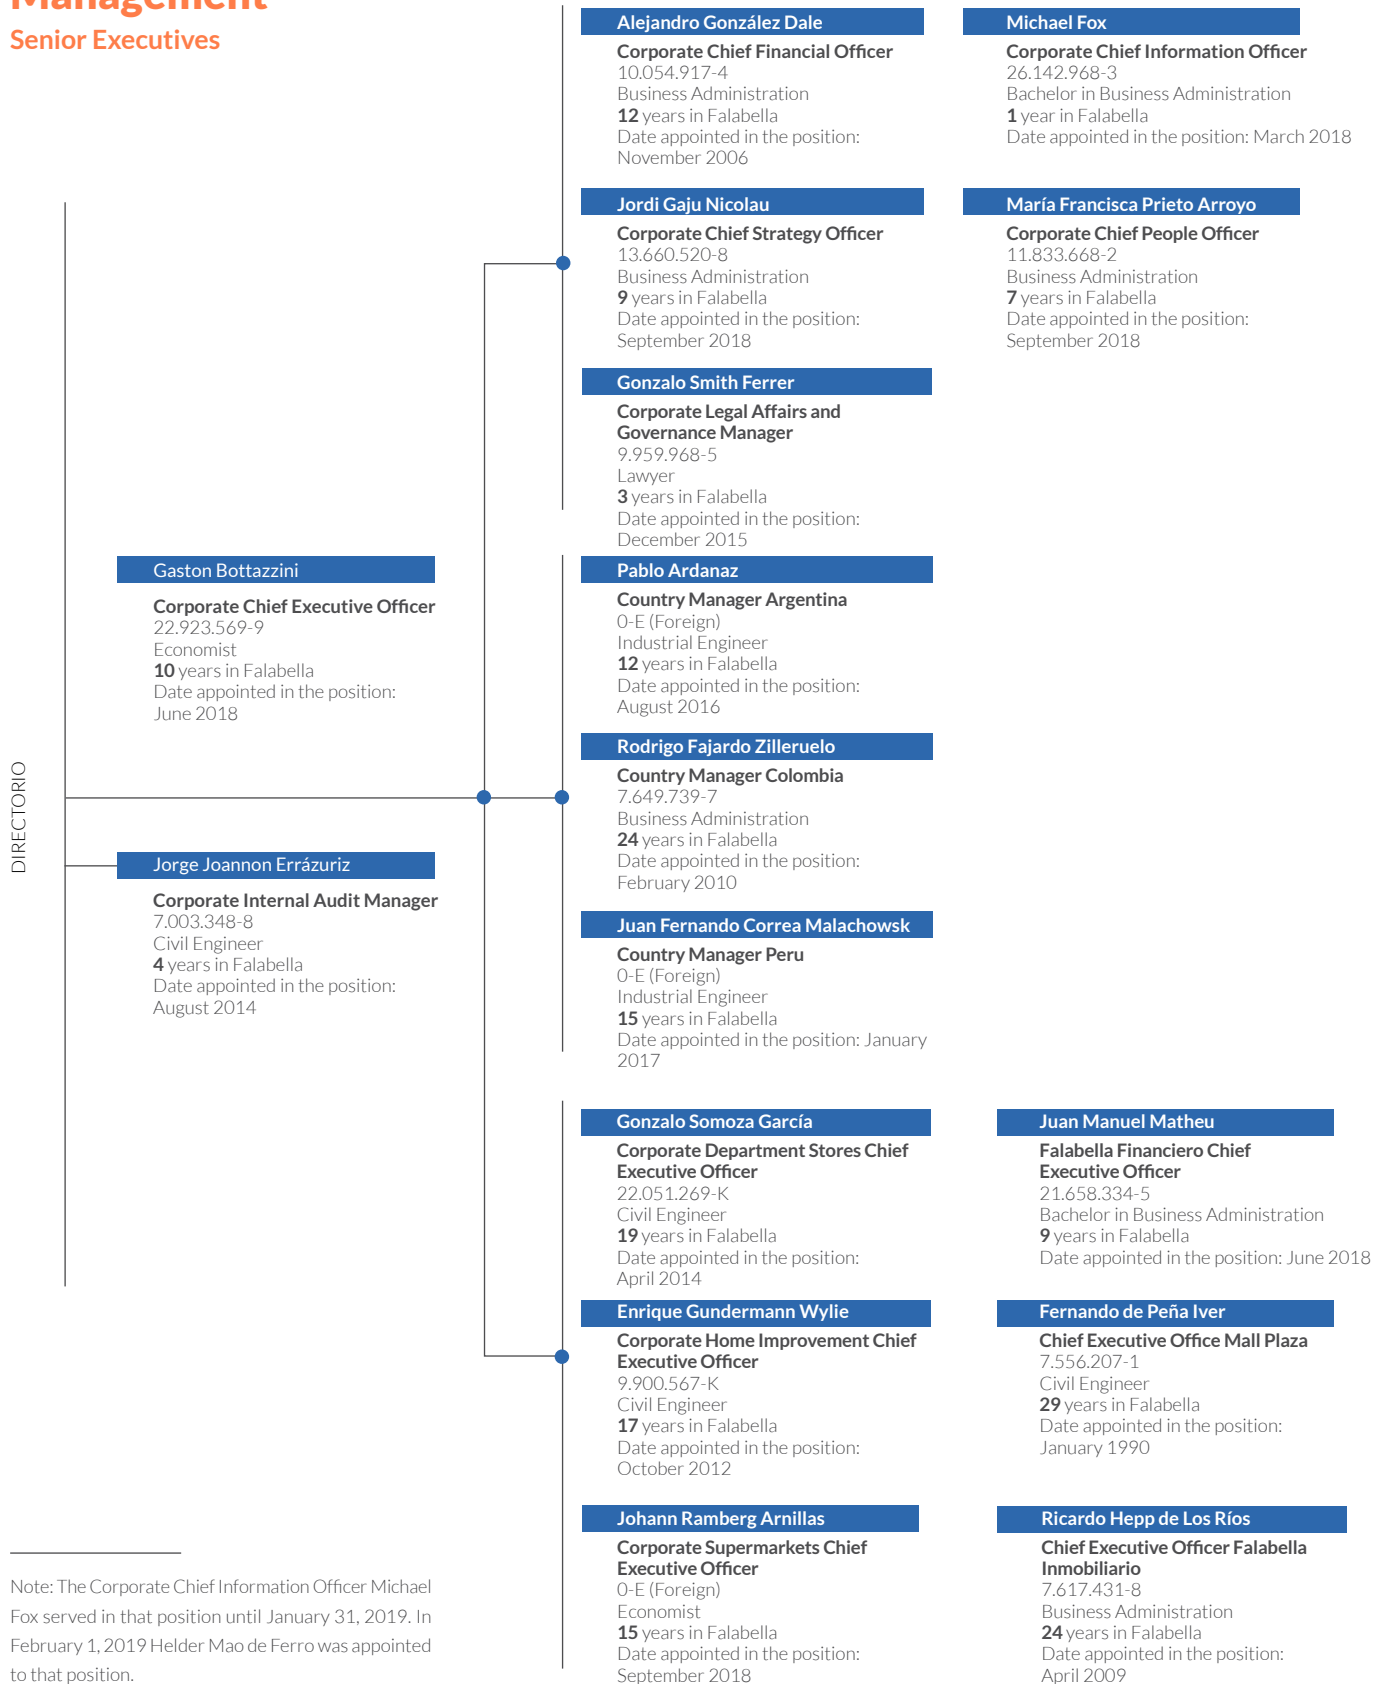 Management
Senior Executives
Alejandro González Dale
Corporate Chief Financial Officer
10.054.917-4
Business Administration
12 years in Falabella
Date appointed in the position:
November 2006
Michael Fox
Corporate Chief Information Officer
26.142.968-3
Bachelor in Business Administration
1 year in Falabella
Date appointed in the position: March 2018
Jordi Gaju Nicolau
Corporate Chief Strategy Officer
13.660.520-8
Business Administration
9 years in Falabella
Date appointed in the position:
September 2018
María Francisca Prieto Arroyo
Corporate Chief People Officer
11.833.668-2
Business Administration
7 years in Falabella
Date appointed in the position:
September 2018
Gonzalo Smith Ferrer
Corporate Legal Affairs and
Governance Manager
9.959.968-5
Lawyer
3 years in Falabella
Date appointed in the position:
December 2015
Gaston Bottazzini
Corporate Chief Executive Officer
22.923.569-9
Economist
10 years in Falabella
Date appointed in the position:
June 2018
Pablo Ardanaz
Country Manager Argentina
0-E (Foreign)
Industrial Engineer
12 years in Falabella
Date appointed in the position:
August 2016
Rodrigo Fajardo Zilleruelo
Country Manager Colombia
7.649.739-7
Business Administration
24 years in Falabella
Date appointed in the position:
February 2010
DIRECTORIO
Jorge Joannon Errázuriz
Corporate Internal Audit Manager
7.003.348-8
Civil Engineer
4 years in Falabella
Date appointed in the position:
August 2014
Juan Fernando Correa Malachowsk
Country Manager Peru
0-E (Foreign)
Industrial Engineer
15 years in Falabella
Date appointed in the position: January
2017
Gonzalo Somoza García
Corporate Department Stores Chief
Executive Officer
22.051.269-K
Civil Engineer
19 years in Falabella
Date appointed in the position:
April 2014
Juan Manuel Matheu
Falabella Financiero Chief
Executive Officer
21.658.334-5
Bachelor in Business Administration
9 years in Falabella
Date appointed in the position: June 2018
Enrique Gundermann Wylie
Corporate Home Improvement Chief
Executive Officer
9.900.567-K
Civil Engineer
17 years in Falabella
Date appointed in the position:
October 2012
Fernando de Peña Iver
Chief Executive Office Mall Plaza
7.556.207-1
Civil Engineer
29 years in Falabella
Date appointed in the position:
January 1990
Johann Ramberg Arnillas
Corporate Supermarkets Chief
Executive Officer
0-E (Foreign)
Economist
15 years in Falabella
Date appointed in the position:
September 2018
Ricardo Hepp de Los Ríos
Chief Executive Officer Falabella
Inmobiliario
7.617.431-8
Business Administration
24 years in Falabella
Date appointed in the position:
April 2009
Note: The Corporate Chief Information Officer Michael
Fox served in that position until January 31, 2019. In
February 1, 2019 Helder Mao de Ferro was appointed
to that position.